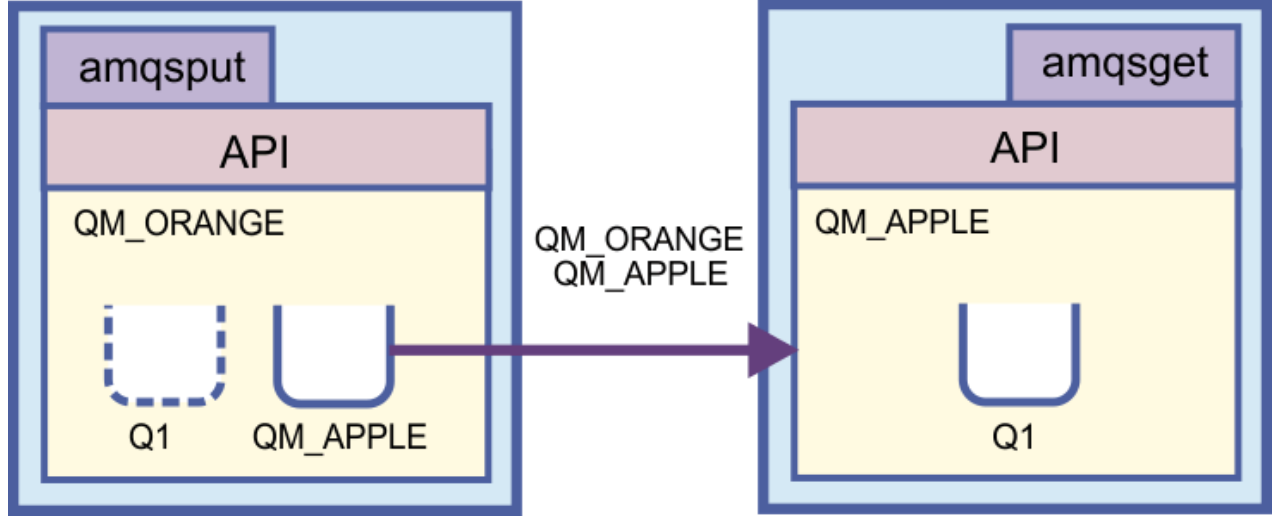 amqsput
API
QM_ORANGE
Q1
QM_APPLE
QM_ORANGE
QM_APPLE
amqsget
API
QM_APPLE
Q1